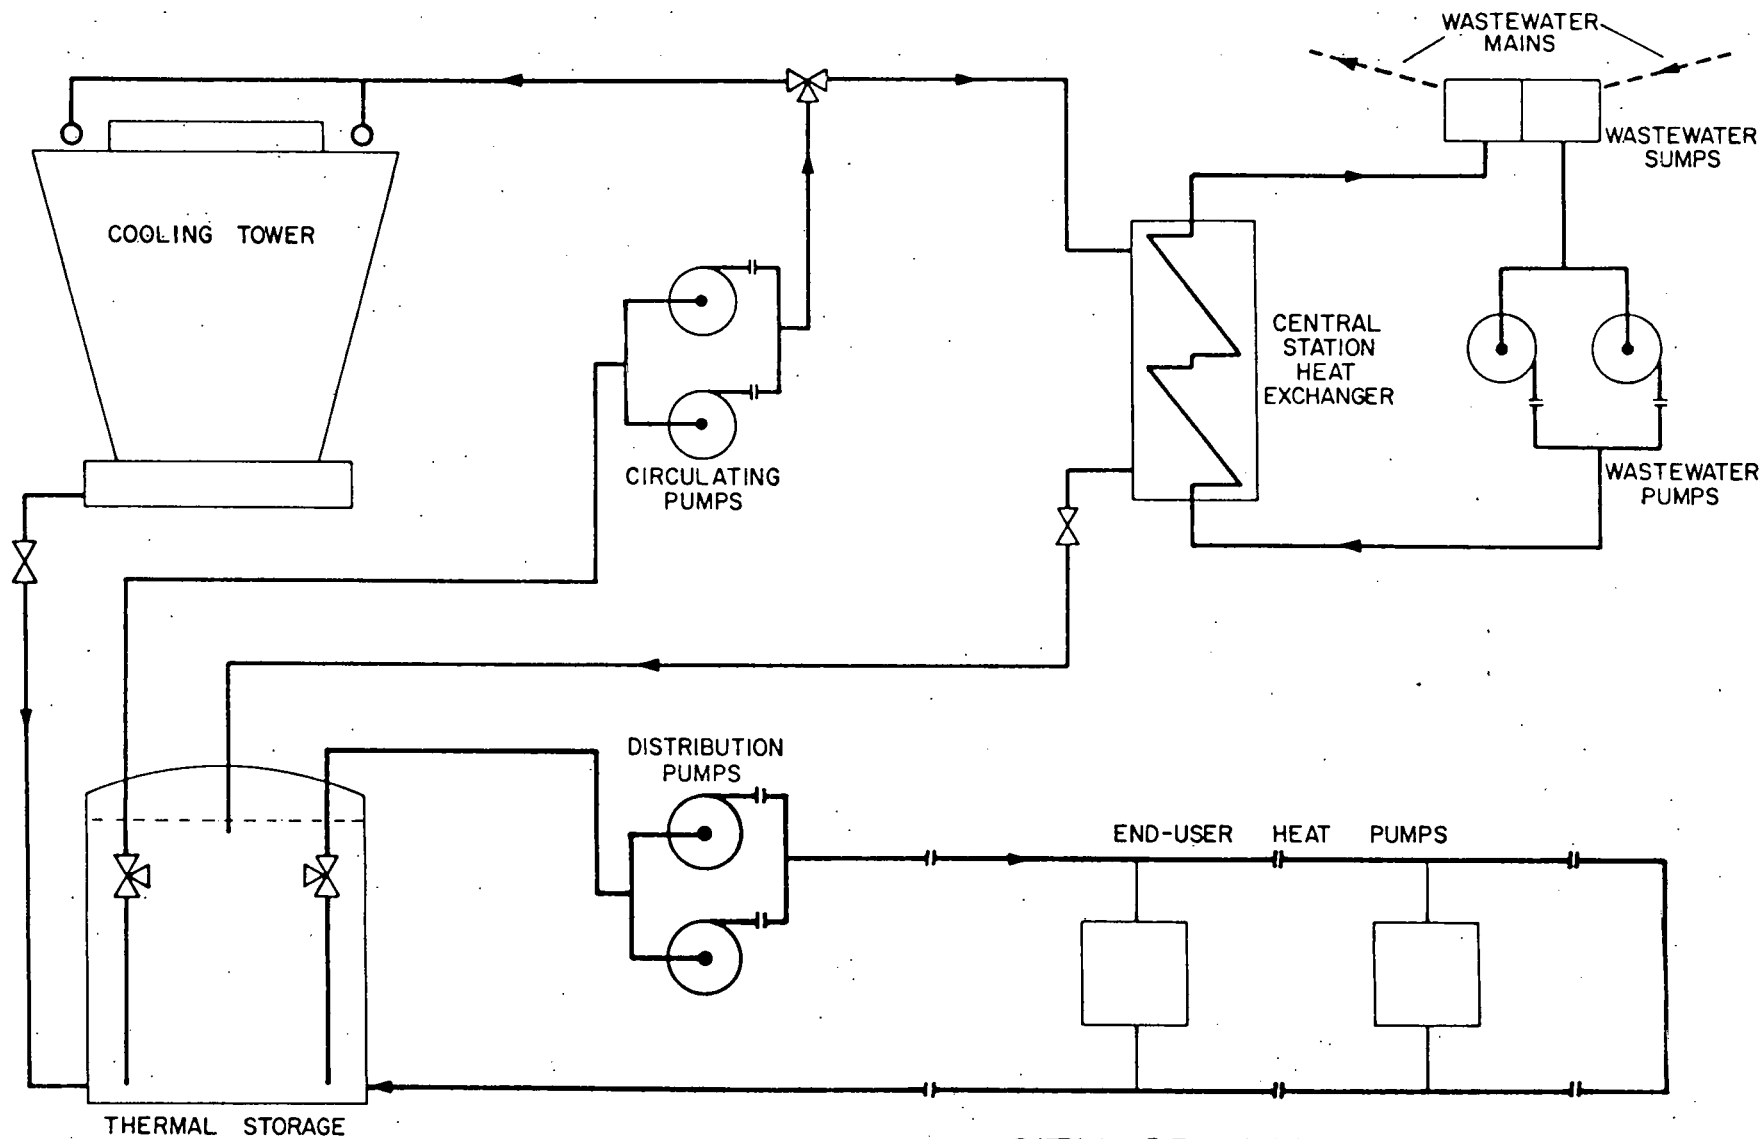 WASTEWATER
MAINS
WASTEWATER
SUMPS
COOLING TOWER
CENTRAL
STATION
HEAT
EXCHANGER
CIRCULATING
PUMPS
WASTEWATER
PUMPS
DISTRIBUTION
PUMPS
END-USER HEAT PUMPS
THERMAL STORAGE